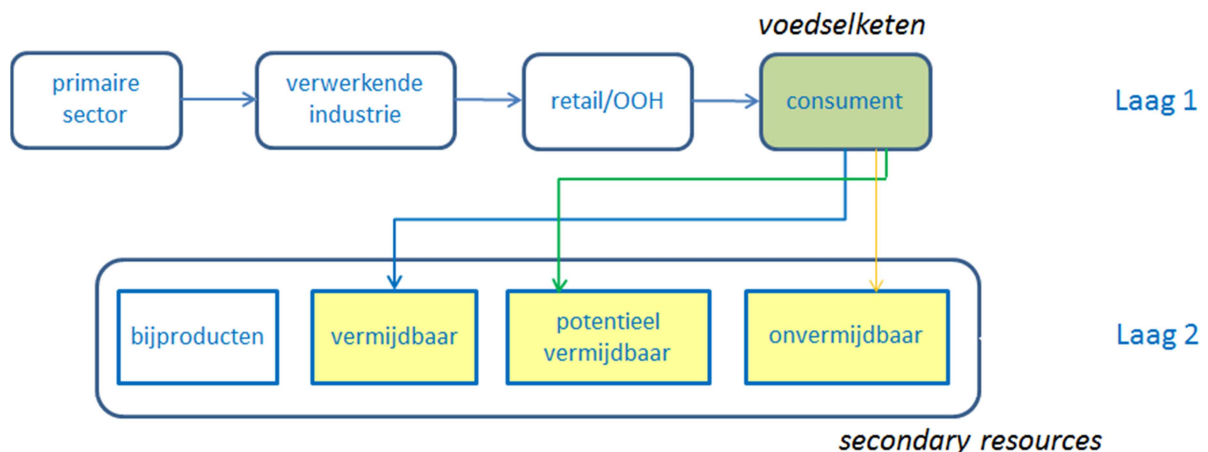 voedselketen
primaire
sector
verwerkende
industrie
retail/OOH
consument
Laag 1
bijproducten
vermijdbaar
potentieel
vermijdbaar
onvermijdbaar
Laag 2
secondary resources